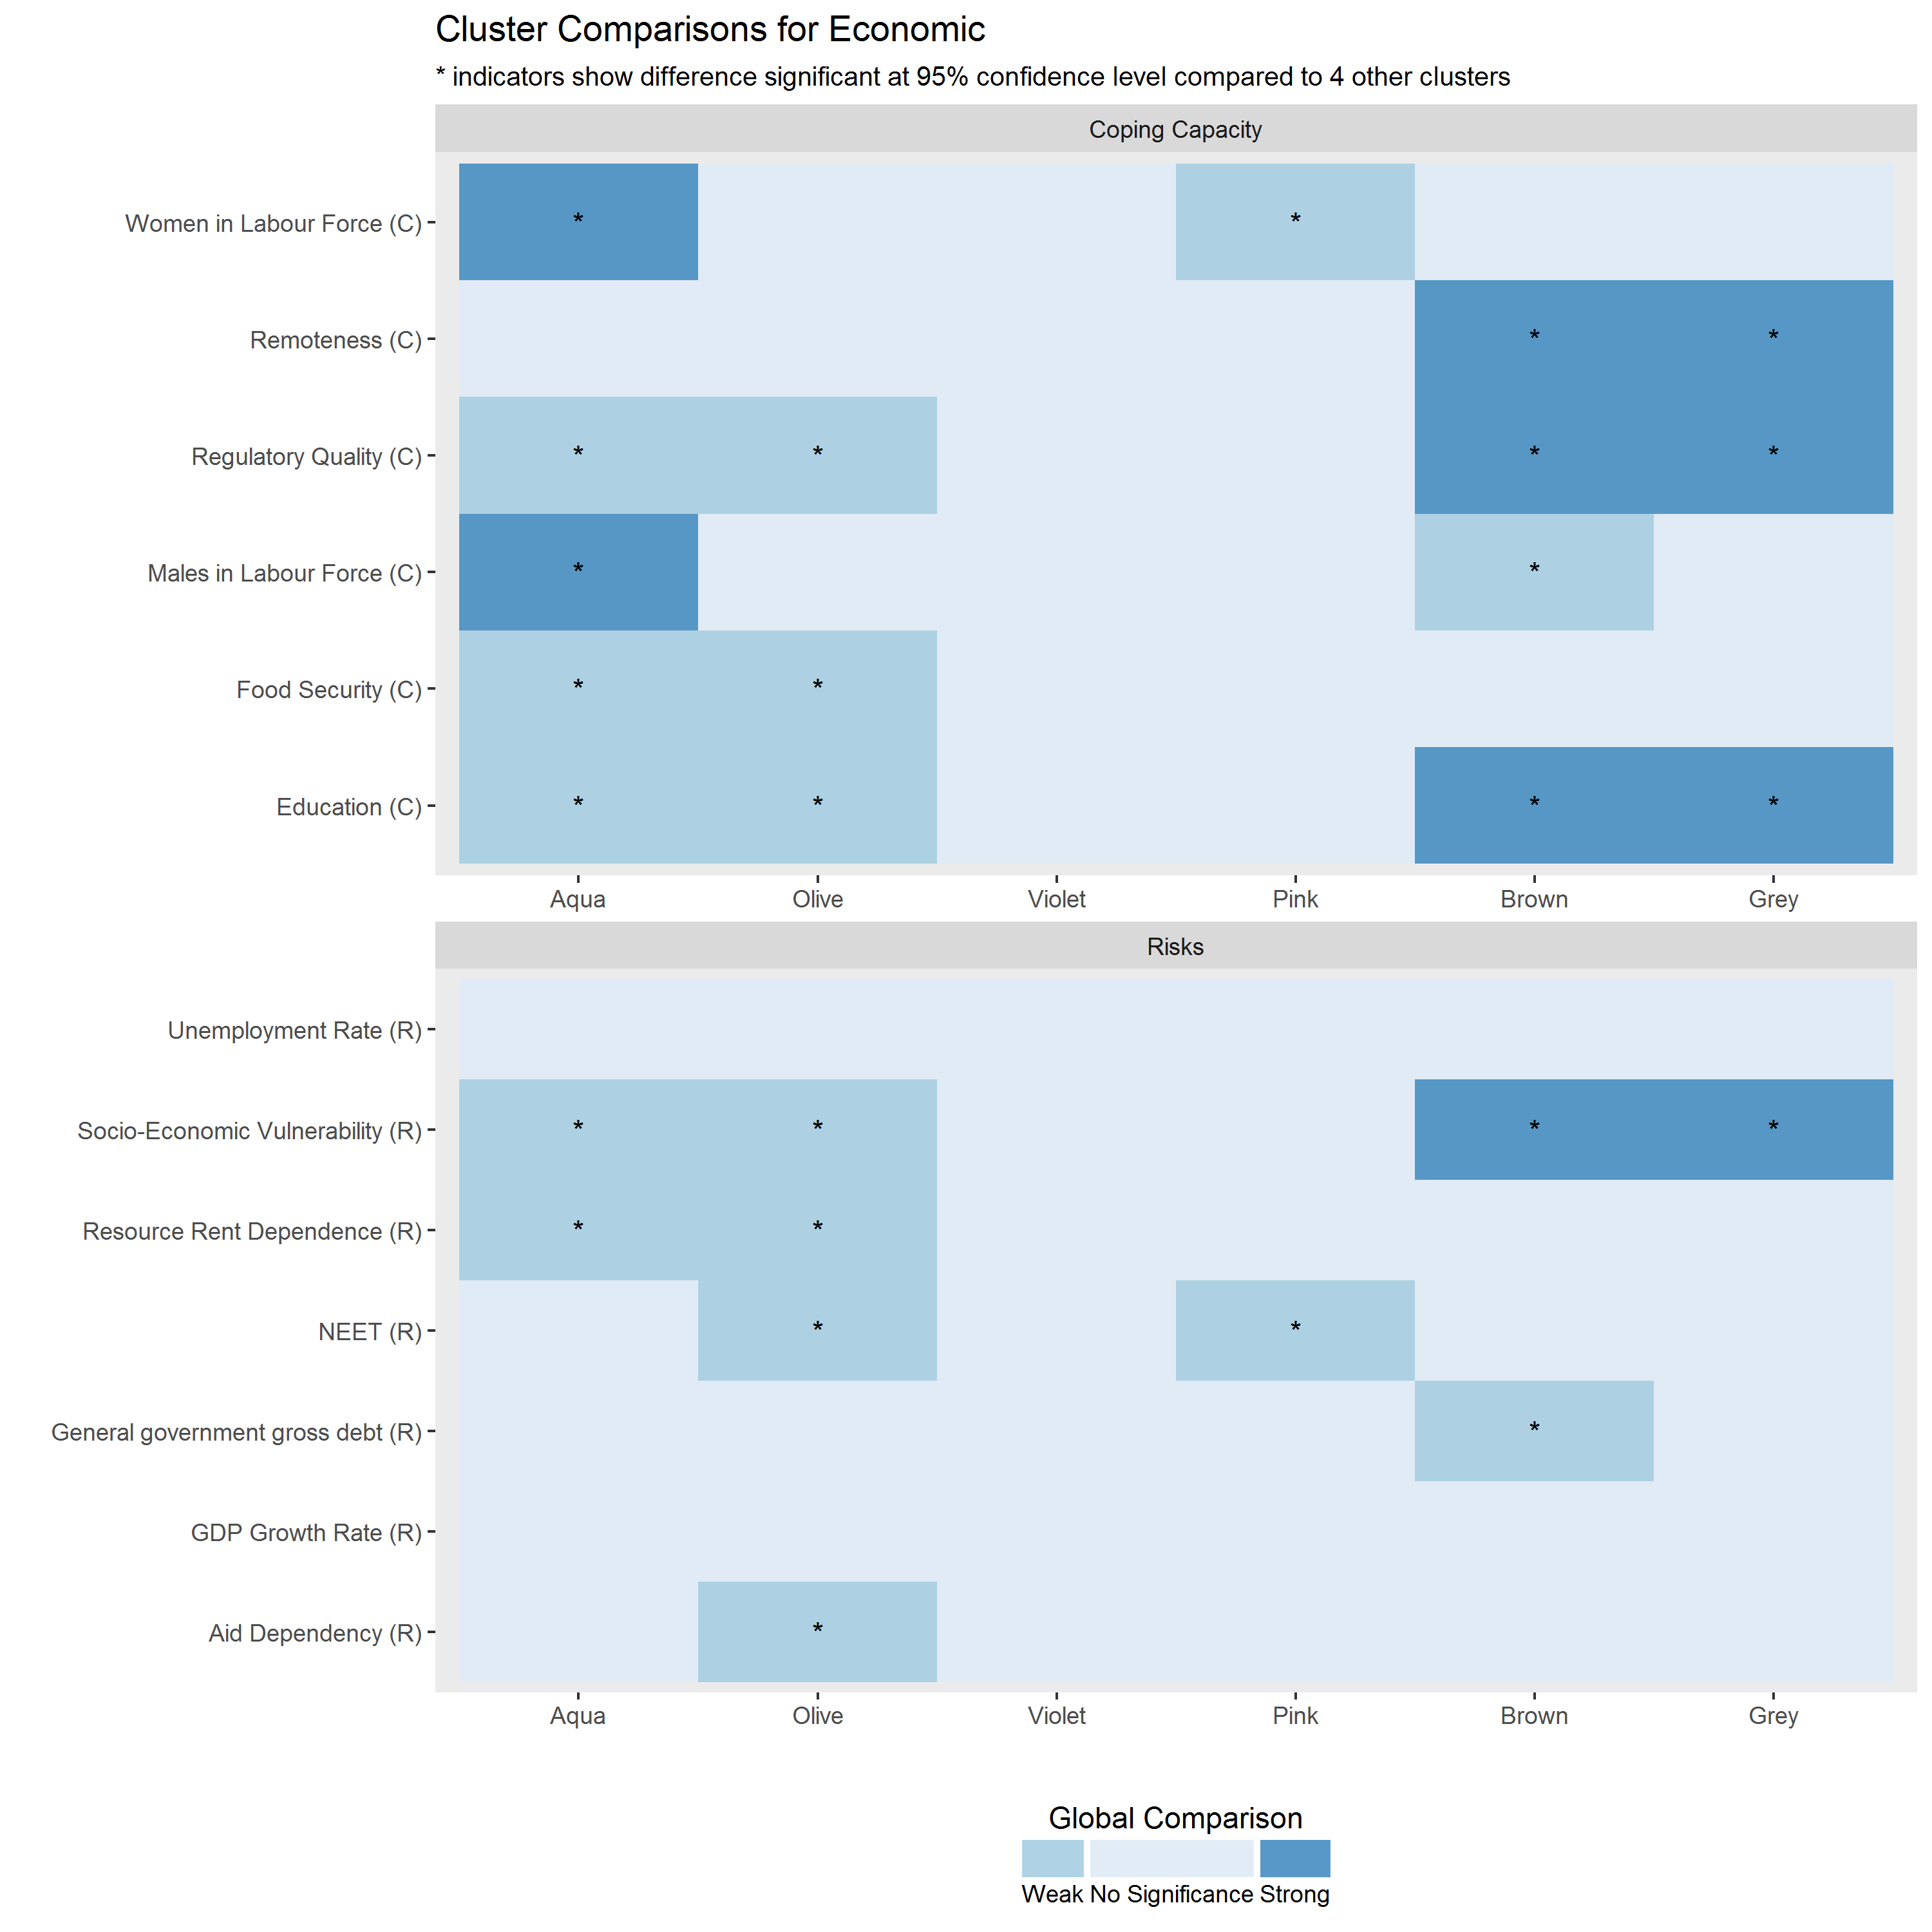 Cluster Comparisons for Economic
* indicators show difference significant at 95% confidence level compared to 4 other clusters
Coping Capacity
Women in Labour Force (C) * *
Remoteness (C) * *
Regulatory Quality (C) * * * *
Males in Labour Force (C) * *
Food Security (C) * *
Education (C) * * * *
Aqua Olive Violet Pink Brown Grey
Risks
Unemployment Rate (R)
Socio-Economic Vulnerability (R) * * * *
Resource Rent Dependence (R) * *
NEET (R) * *
General government gross debt (R) *
GDP Growth Rate (R)
Aid Dependency (R) *
Aqua Olive Violet Pink Brown Grey
Global Comparison
Weak No Significance Strong